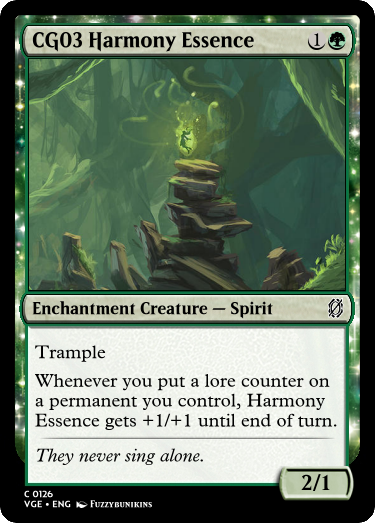 CG03 Harmony Essence 1
Enchantment Creature — Spirit
Trample
Whenever you put a lore counter on
a permanent you control, Harmony
Essence gets +1/+1 until end of turn.
They never sing alone.
2/1
C 0126
VGE • ENG Fuzzybunikins